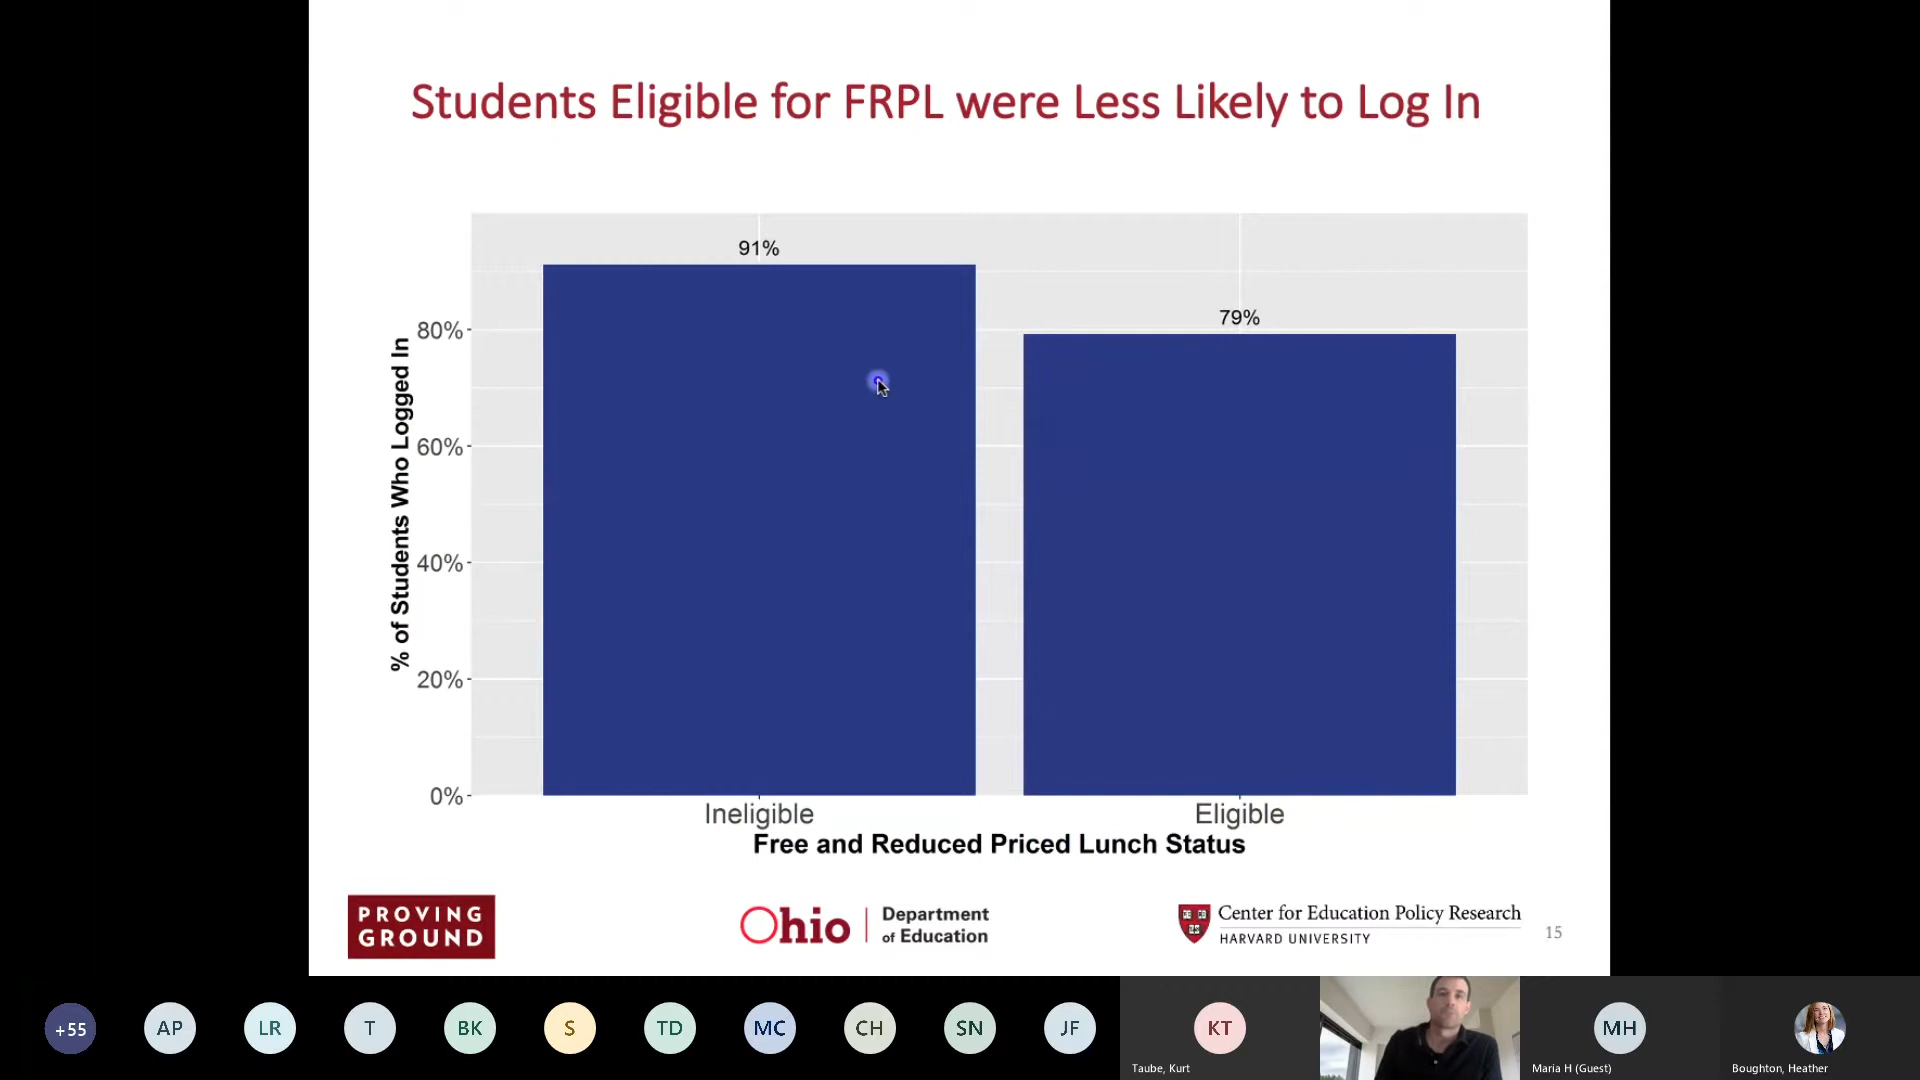 Students Eligible for FRPL were Less Likely to Log In
91%
79%
80%
60%
40%
20%
0%
% of Students Who Logged In
Ineligible
Eligible
Free and Reduced Priced Lunch Status
PROVING
GROUND
Ohio
Department
of Education
Center for Education Policy Research
HARVARD UNIVERSITY
15
+55
AP
LR
T
BK
S
TD
MC
CH
SN
JF
KT
MH
Taube, Kurt
Maria H (Guest)
Boughton, Heather